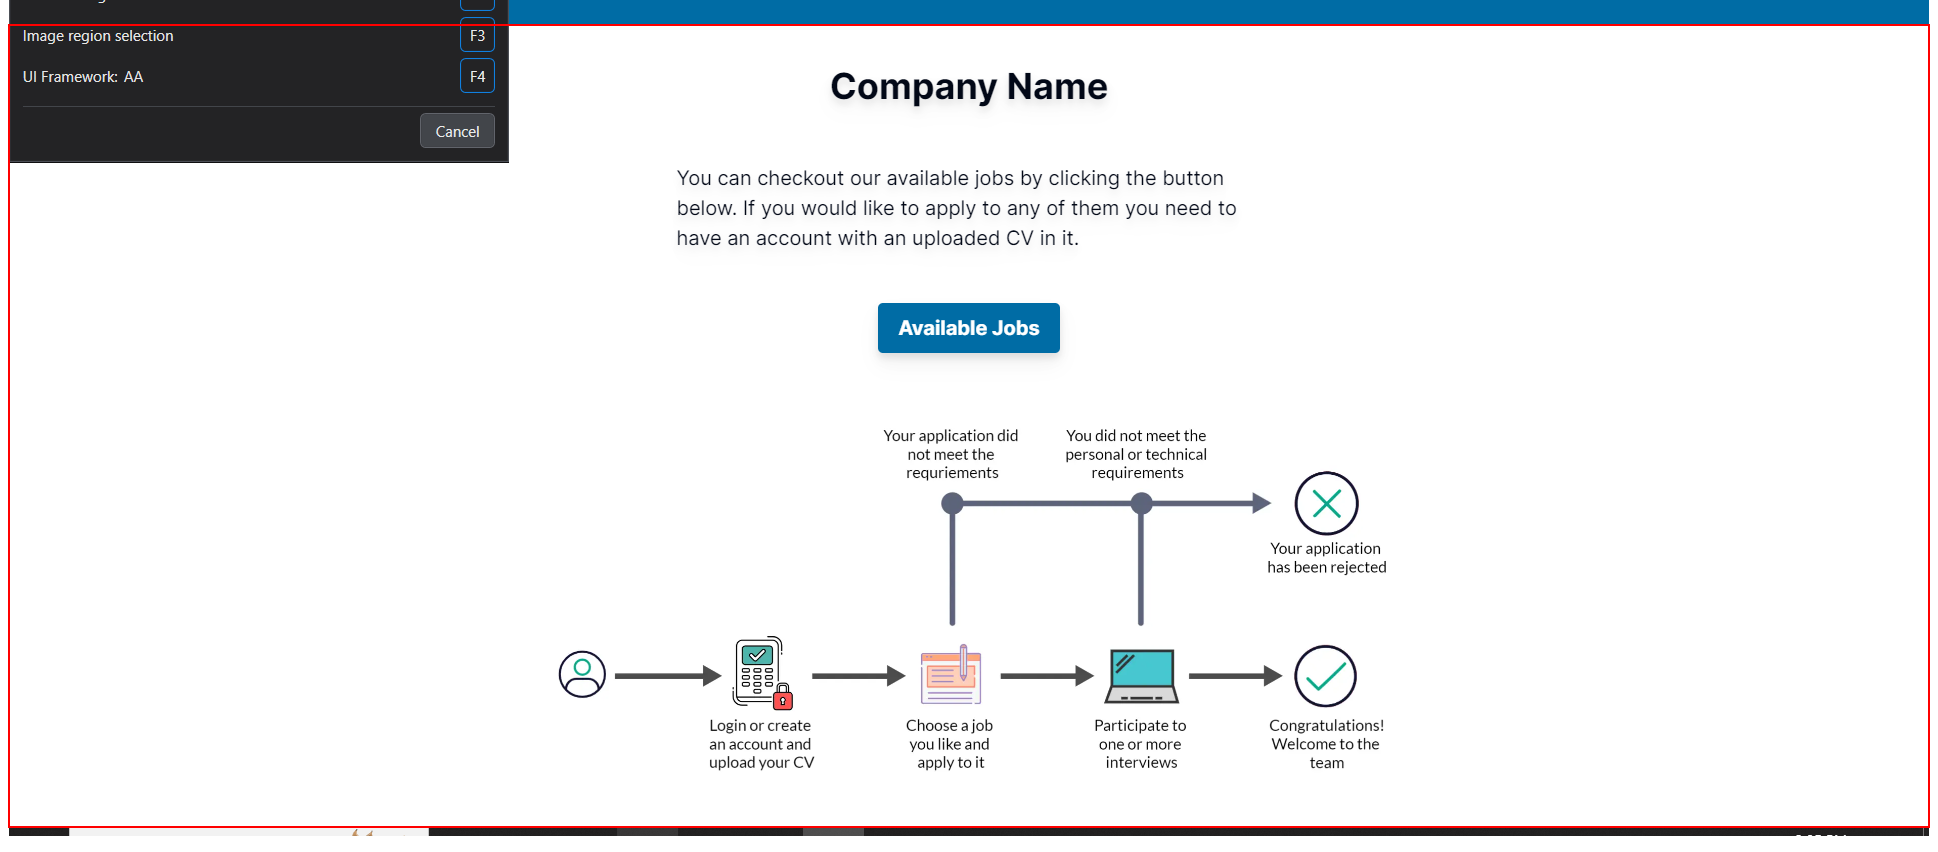 Image region selection F3
UI Framework: AA F4
Cancel
Company Name
You can checkout our available jobs by clicking the button
below. If you would like to apply to any of them you need to
have an account with an uploaded CV in it.
Available Jobs
Your application did
not meet the
requriements
You did not meet the
personal or technical
requirements
Your application
has been rejected
Login or create
an account and
upload your CV
Choose a job
you like and
apply to it
Participate to
one or more
interviews
Congratulations!
Welcome to the
team